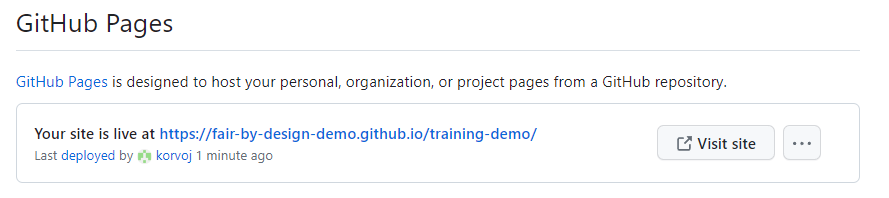 GitHub Pages
GitHub Pages is designed to host your personal, organization, or project pages from a GitHub repository.
Your site is live at https://fair-by-design-demo.github.io/training-demo/
Last deployed by korvoj 1 minute ago
Visit site